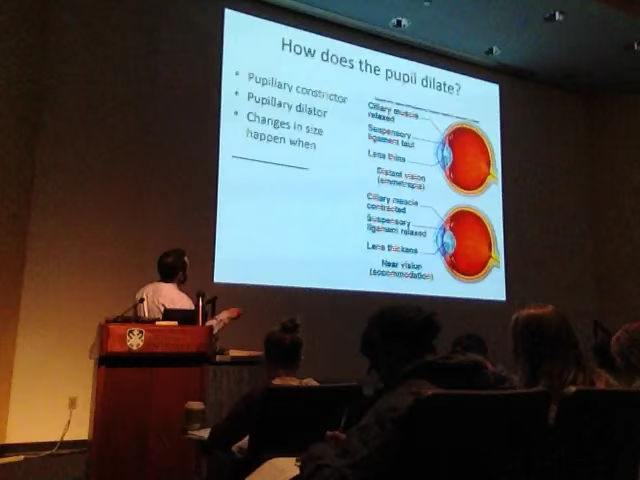 How does the pupil dilate?
• Pupillary constrictor
• Pupillary dilator
• Changes in size
happen when
Ciliary muscle
relaxed
Suspensory
ligament taut
Lens thins
Distant vision
(emmetropia)
Ciliary muscle
contracted
Suspensory
ligament relaxed
Lens thickens
Near vision
(accommodation)